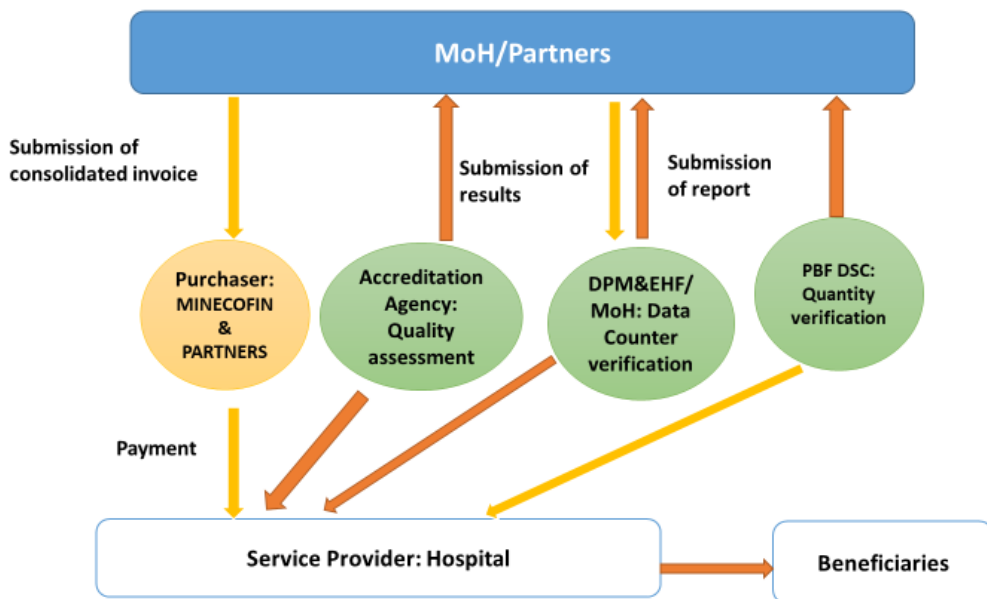 MoH/Partners
Submission of
consolidated invoice
Submission of
results
Submission
of report
Purchaser:
MINECOFIN
&
PARTNERS
Accreditation
Agency:
Quality
assessment
DPM&EHF/
MoH: Data
Counter
verification
PBF DSC:
Quantity
verification
Payment
Service Provider: Hospital
Beneficiaries